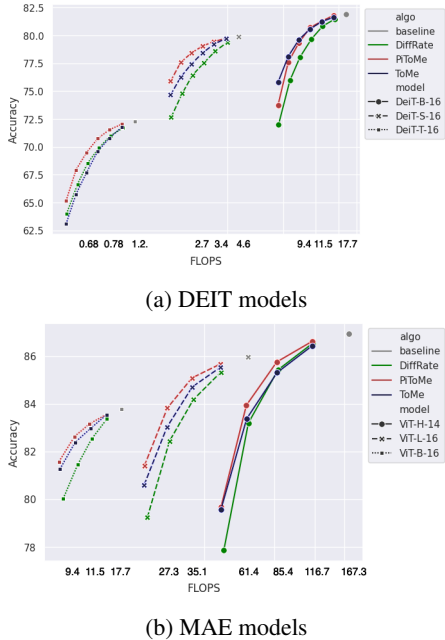 82.5
80.0
77.5
75.0
72.5
70.0
67.5
65.0
62.5
Accuracy
0.68 0.78 1.2. 2.7 3.4 4.6 9.4 11.5 17.7
FLOPS
algo
baseline
DiffRate
PiToMe
ToMe
model
DeiT-B-16
DeiT-S-16
DeiT-T-16
(a) DEIT models
86
84
82
80
78
Accuracy
9.4 11.5 17.7 27.3 35.1 61.4 85.4 116.7 167.3
FLOPS
algo
baseline
DiffRate
PiToMe
ToMe
model
ViT-H-14
ViT-L-16
ViT-B-16
(b) MAE models